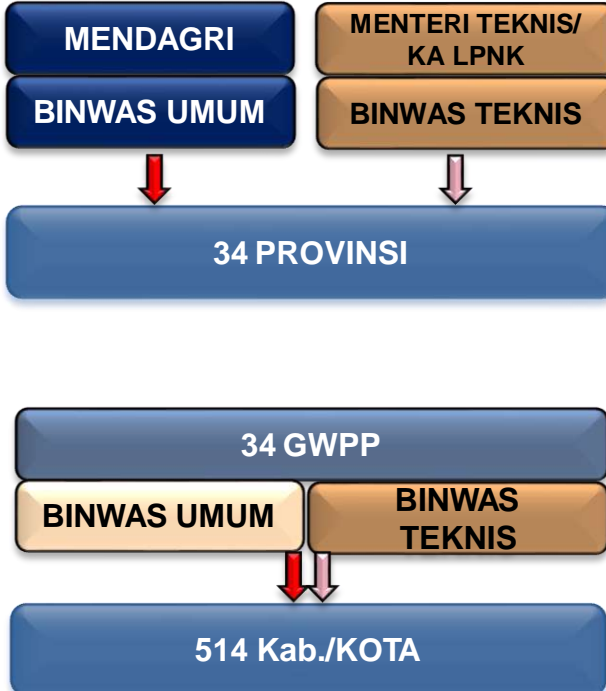 MENDAGRI
BINWAS UMUM
MENTERI TEKNIS/
KA LPNK
BINWAS TEKNIS
34 PROVINSI
34 GWPP
BINWAS UMUM
BINWAS
TEKNIS
514 Kab./KOTA